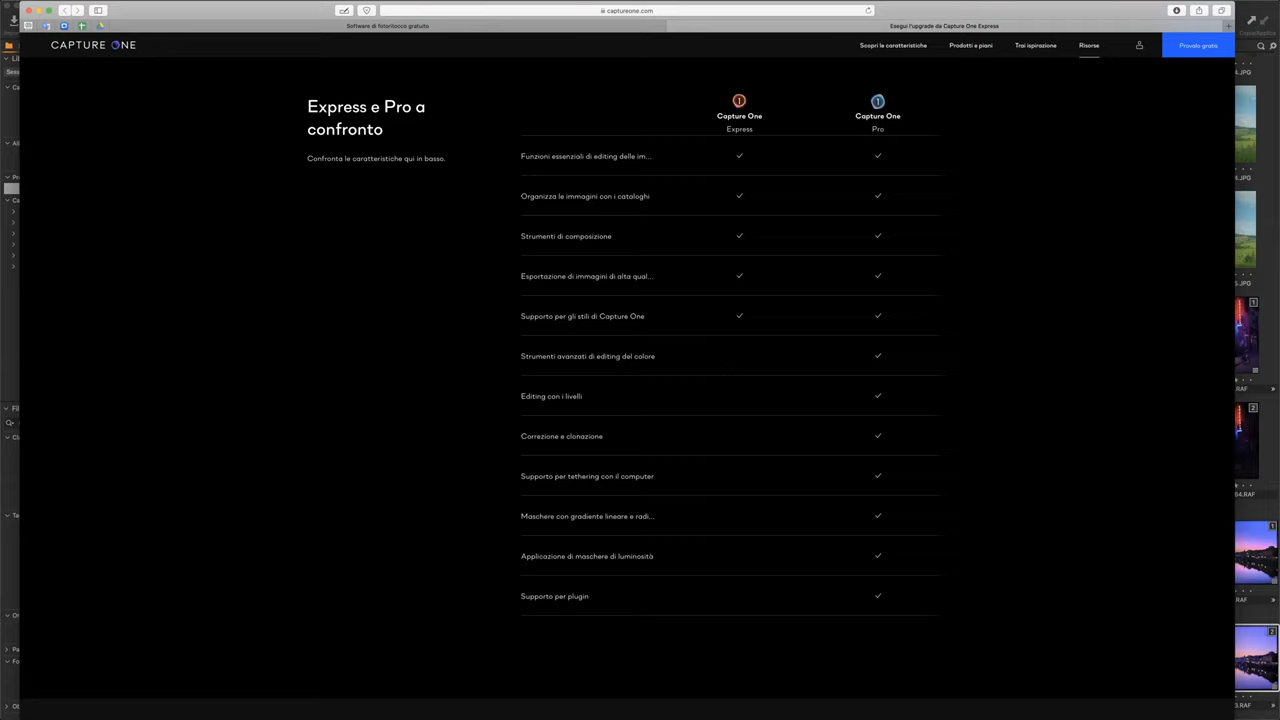 captureone.com
Software di fotoritocco gratuito
Esegui l'upgrade da Capture One Express
CAPTURE ONE
Scopri le caratteristiche
Prodotti e piani
Trai ispirazione
Risorse
Provalo gratis
Express e Pro a
confronto
Confronta le caratteristiche qui in basso.
Capture One
Express
Capture One
Pro
Funzioni essenziali di editing delle im...
Organizza le immagini con i cataloghi
Strumenti di composizione
Esportazione di immagini di alta qual...
Supporto per gli stili di Capture One
Strumenti avanzati di editing del colore
Editing con i livelli
Correzione e clonazione
Supporto per tethering con il computer
Maschere con gradiente lineare e radi...
Applicazione di maschere di luminosità
Supporto per plugin